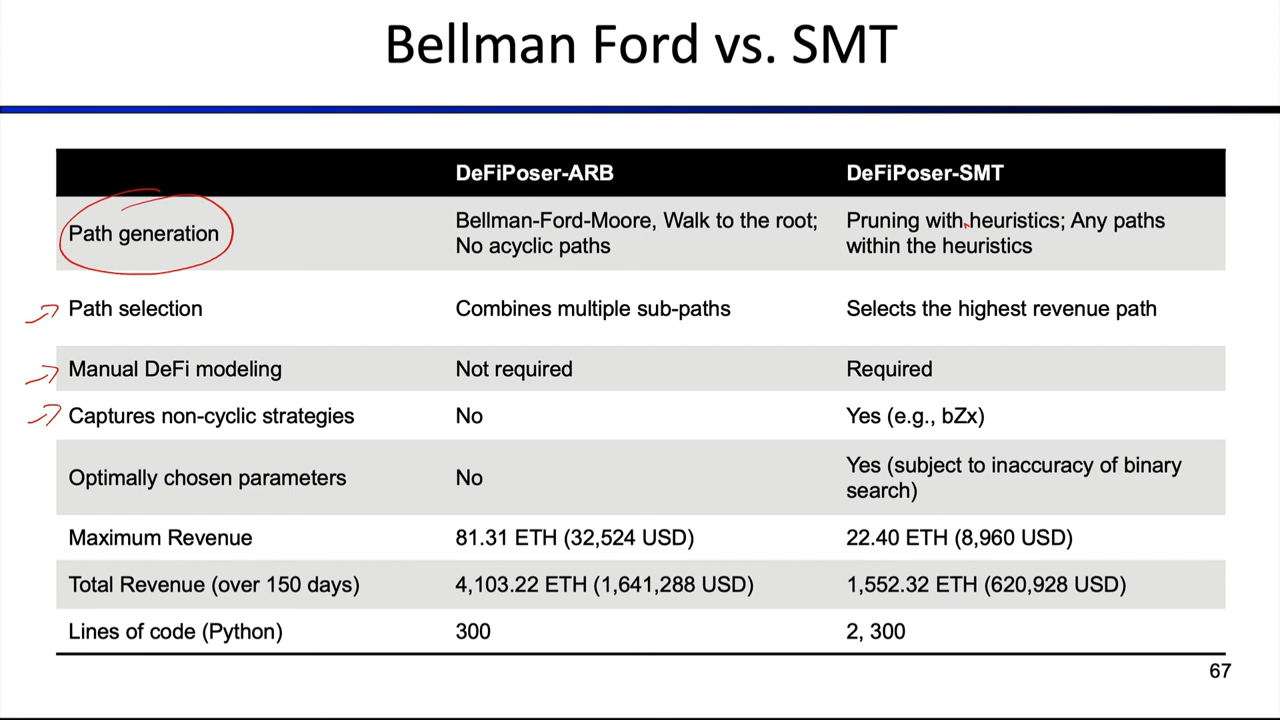 Bellman Ford vs. SMT
DeFiPoser-ARB DeFiPoser-SMT
Path generation
Bellman-Ford-Moore, Walk to the root;
No acyclic paths
Pruning with heuristics; Any paths
within the heuristics
Path selection Combines multiple sub-paths Selects the highest revenue path
Manual DeFi modeling Not required Required
Captures non-cyclic strategies No Yes (e.g., bZx)
Optimally chosen parameters No
Yes (subject to inaccuracy of binary
search)
Maximum Revenue 81.31 ETH (32,524 USD) 22.40 ETH (8,960 USD)
Total Revenue (over 150 days) 4,103.22 ETH (1,641,288 USD) 1,552.32 ETH (620,928 USD)
Lines of code (Python) 300 2, 300
67